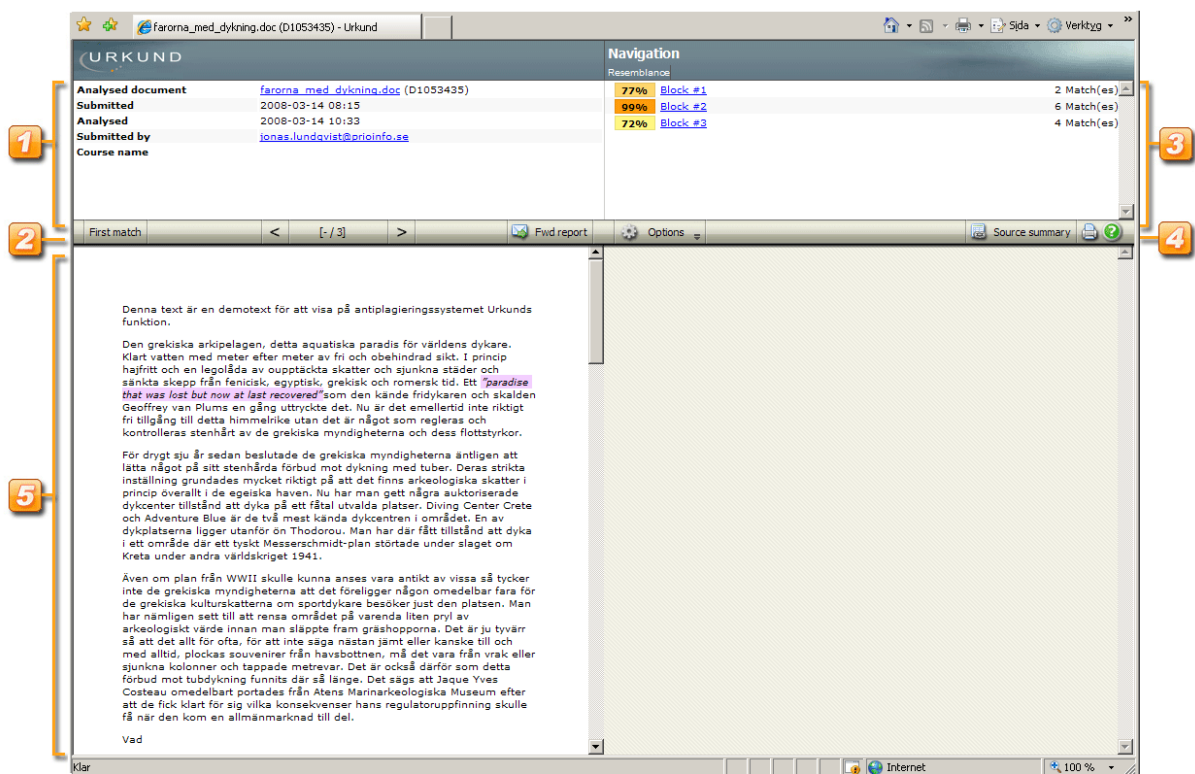 farorna_med_dykning.doc (D1053435) - Urkund
Sida
Verktyg
»
URKUND
Navigation
Resemblance
1
Analysed document farorna_med_dykning.doc (D1053435)
Submitted 2008-03-14 08:15
Analysed 2008-03-14 10:33
Submitted by jonas.lundqvist@prioinfo.se
Course name
77% Block #1 2 Match(es)
99% Block #2 6 Match(es)
72% Block #3 4 Match(es)
3
2
First match < [-/ 3] > Fwd report Options Source summary ?
4
5
Denna text är en demotext för att visa på antiplagieringssystemet Urkunds
funktion.
Den grekiska arkipelagen, detta aquatiska paradis för världens dykare.
Klart vatten med meter efter meter av fri och obehindrad sikt. I princip
hajfritt och en legolåda av oupptäckta skatter och sjunkna städer och
sänkta skepp från fenicisk, egyptisk, grekisk och romersk tid. Ett "paradise
that was lost but now at last recovered"som den kände fridykaren och skalden
Geoffrey van Plums en gång uttryckte det. Nu är det emellertid inte riktigt
fri tillgång till detta himmelrike utan det är något som regleras och
kontrolleras stenhårt av de grekiska myndigheterna och dess flottstyrkor.
För drygt sju år sedan beslutade de grekiska myndigheterna äntligen att
lätta något på sitt stenhårda förbud mot dykning med tuber. Deras strikta
inställning grundades mycket riktigt på att det finns arkeologiska skatter i
princip överallt i de egeiska haven. Nu har man gett några auktoriserade
dykcenter tillstånd att dyka på ett fåtal utvalda platser. Diving Center Crete
och Adventure Blue är de två mest kända dykcentren i området. En av
dykplatserna ligger utanför ön Thodorou. Man har där fått tillstånd att dyka
i ett område där ett tyskt Messerschmidt-plan störtade under slaget om
Kreta under andra världskriget 1941.
Även om plan från WWII skulle kunna anses vara antikt av vissa så tycker
inte de grekiska myndigheterna att det föreligger någon omedelbar fara för
de grekiska kulturskatterna om sportdykare besöker just den platsen. Man
har nämligen sett till att rensa området på varenda liten pryl av
arkeologiskt värde innan man släppte fram gräshopporna. Det är ju tyvärr
så att det allt för ofta, för att inte säga nästan jämt eller kanske till och
med alltid, plockas souvenirer från havsbottnen, må det vara från vrak eller
sjunkna kolonner och tappade metrevar. Det är också därför som detta
förbud mot tubdykning funnits där så länge. Det sägs att Jaque Yves
Costeau omedelbart portades från Atens Marinarkeologiska Museum efter
att de fick klart för sig vilka konsekvenser hans regulatoruppfinning skulle
få när den kom en allmänmarknad till del.
Vad
Klar
Internet
100 %